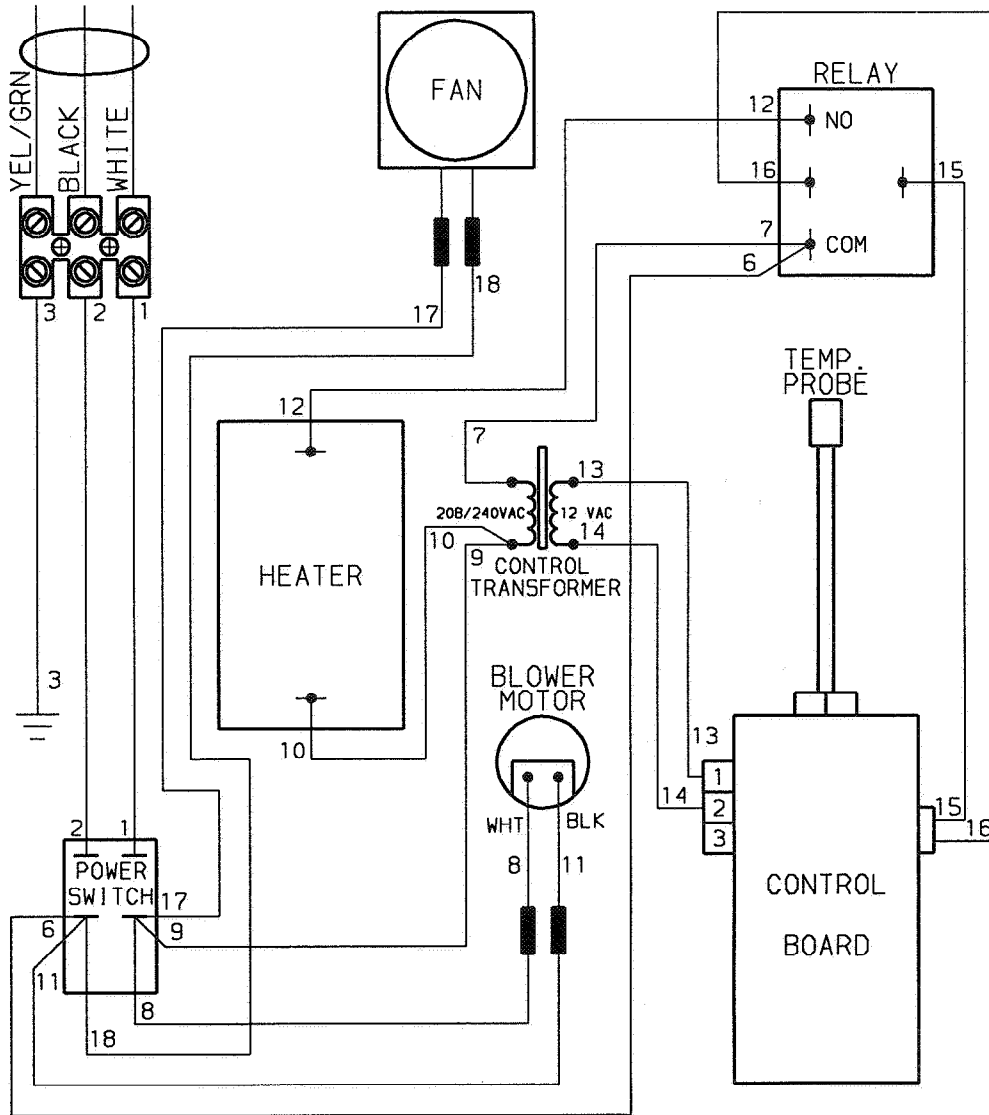 YEL/GRN
BLACK
WHITE
3
2
1
3
FAN
17
18
RELAY
12
NO
16
15
7
COM
6
TEMP.
PROBE
12
HEATER
10
7
13
208/240VAC
12 VAC
10
14
9
CONTROL
TRANSFORMER
BLOWER
MOTOR
WHT
BLK
8
11
13
1
14
2
3
15
16
CONTROL
BOARD
2
1
POWER
SWITCH
17
6
9
11
8
18